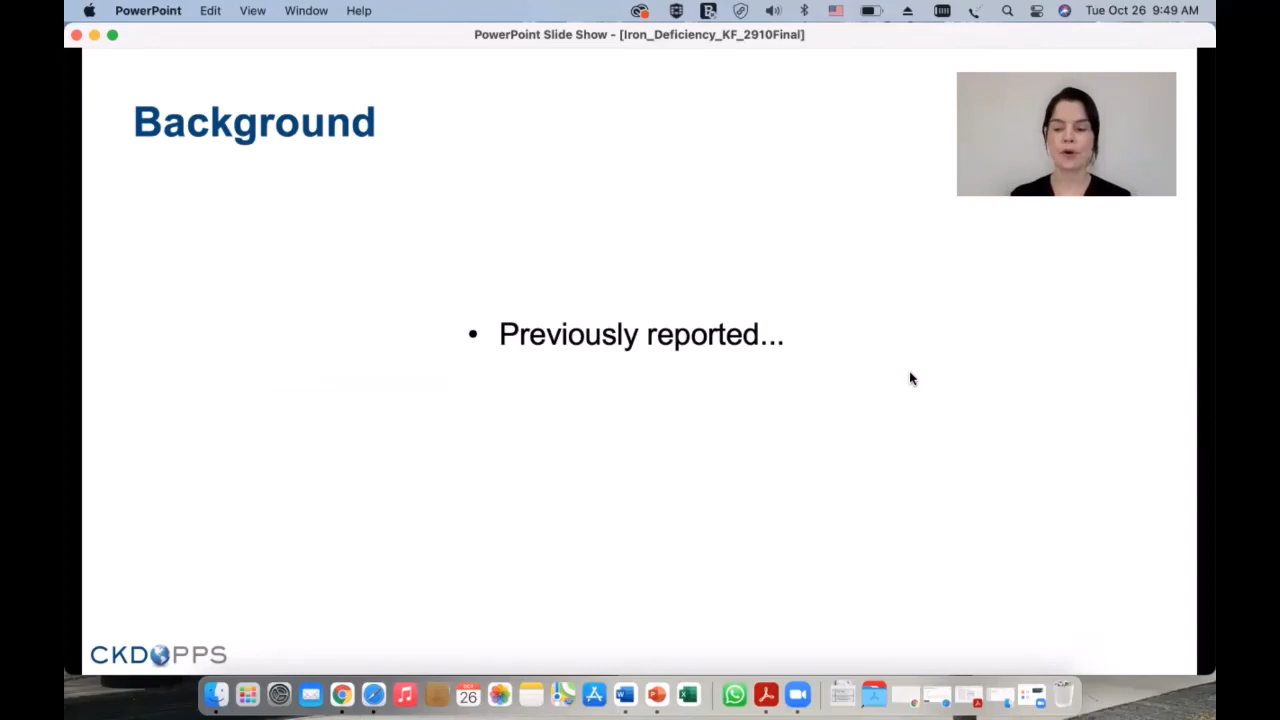 PowerPoint Edit View Window Help Tue Oct 26 9:49 AM
PowerPoint Slide Show - [Iron_Deficiency_KF_2910Final]
Background
• Previously reported...
CKDOPPS
26